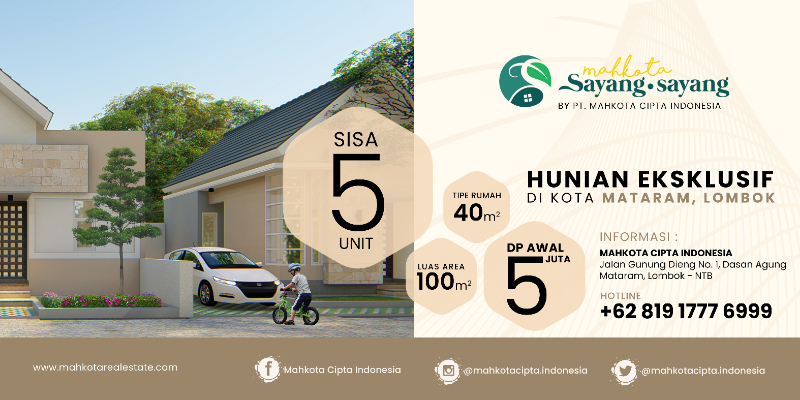 mahkota
Sayang•sayang
BY PT. MAHKOTA CIPTA INDONESIA
SISA
5
UNIT
TIPE RUMAH
40m²
LUAS AREA
100m²
DP AWAL
5 JUTA
HUNIAN EKSKLUSIF
DI KOTA MATARAM, LOMBOK
INFORMASI :
MAHKOTA CIPTA INDONESIA
Jalan Gunung Dieng No. 1, Dasan Agung
Mataram, Lombok - NTB
HOTLINE
+62 819 1777 6999
www.mahkotarealestate.com
Mahkota Cipta Indonesia
@mahkotacipta.indonesia
@mahkotacipta.indonesia